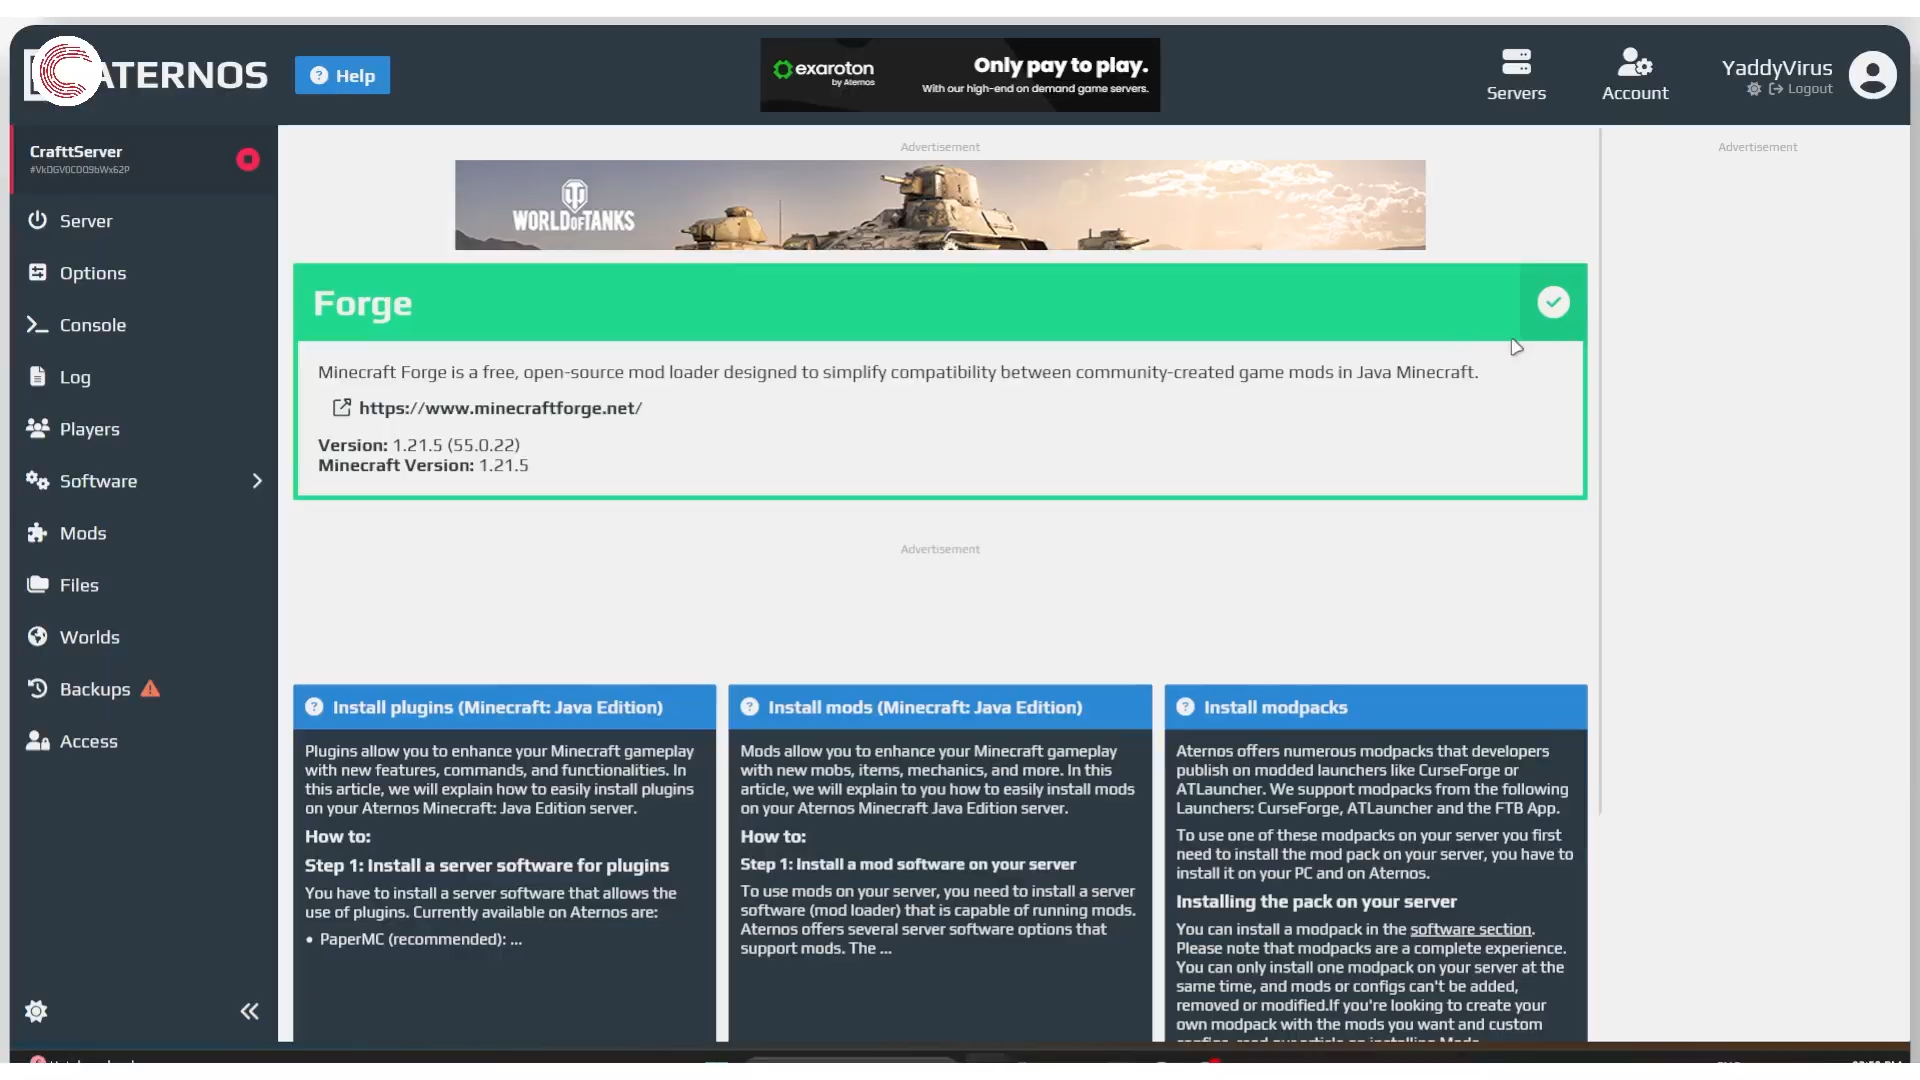 ATERNOS
Help
exaroton
by Aternos
Only pay to play.
With our high-end on demand game servers.
Servers
Account
YaddyVirus
Logout
CrafttServer
Advertisement
Advertisement
WORLD OF TANKS
Server
Options
Console
Log
Players
Software
Mods
Files
Worlds
Backups
Access
Forge
Minecraft Forge is a free, open-source mod loader designed to simplify compatibility between community-created game mods in Java Minecraft.
https://www.minecraftforge.net/
Version: 1.21.5 (55.0.22)
Minecraft Version: 1.21.5
Advertisement
Install plugins (Minecraft: Java Edition)
Plugins allow you to enhance your Minecraft gameplay
with new features, commands, and functionalities. In
this article, we will explain how to easily install plugins
on your Aternos Minecraft: Java Edition server.
How to:
Step 1: Install a server software for plugins
You have to install a server software that allows the
use of plugins. Currently available on Aternos are:
• PaperMC (recommended): ...
Install mods (Minecraft: Java Edition)
Mods allow you to enhance your Minecraft gameplay
with new mobs, items, mechanics, and more. In this
article, we will explain to you how to easily install mods
on your Aternos Minecraft Java Edition server.
How to:
Step 1: Install a mod software on your server
To use mods on your server, you need to install a server
software (mod loader) that is capable of running mods.
Aternos offers several server software options that
support mods. The ...
Install modpacks
Aternos offers numerous modpacks that developers
publish on modded launchers like CurseForge or
ATLauncher. We support modpacks from the following
Launchers: CurseForge, ATLauncher and the FTB App.
To use one of these modpacks on your server you first
need to install the mod pack on your server, you have to
install it on your PC and on Aternos.
Installing the pack on your server
You can install a modpack in the software section.
Please note that modpacks are a complete experience.
You can only install one modpack on your server at the
same time, and mods or configs can't be added,
removed or modified.If you're looking to create your
own modpack with the mods you want and custom